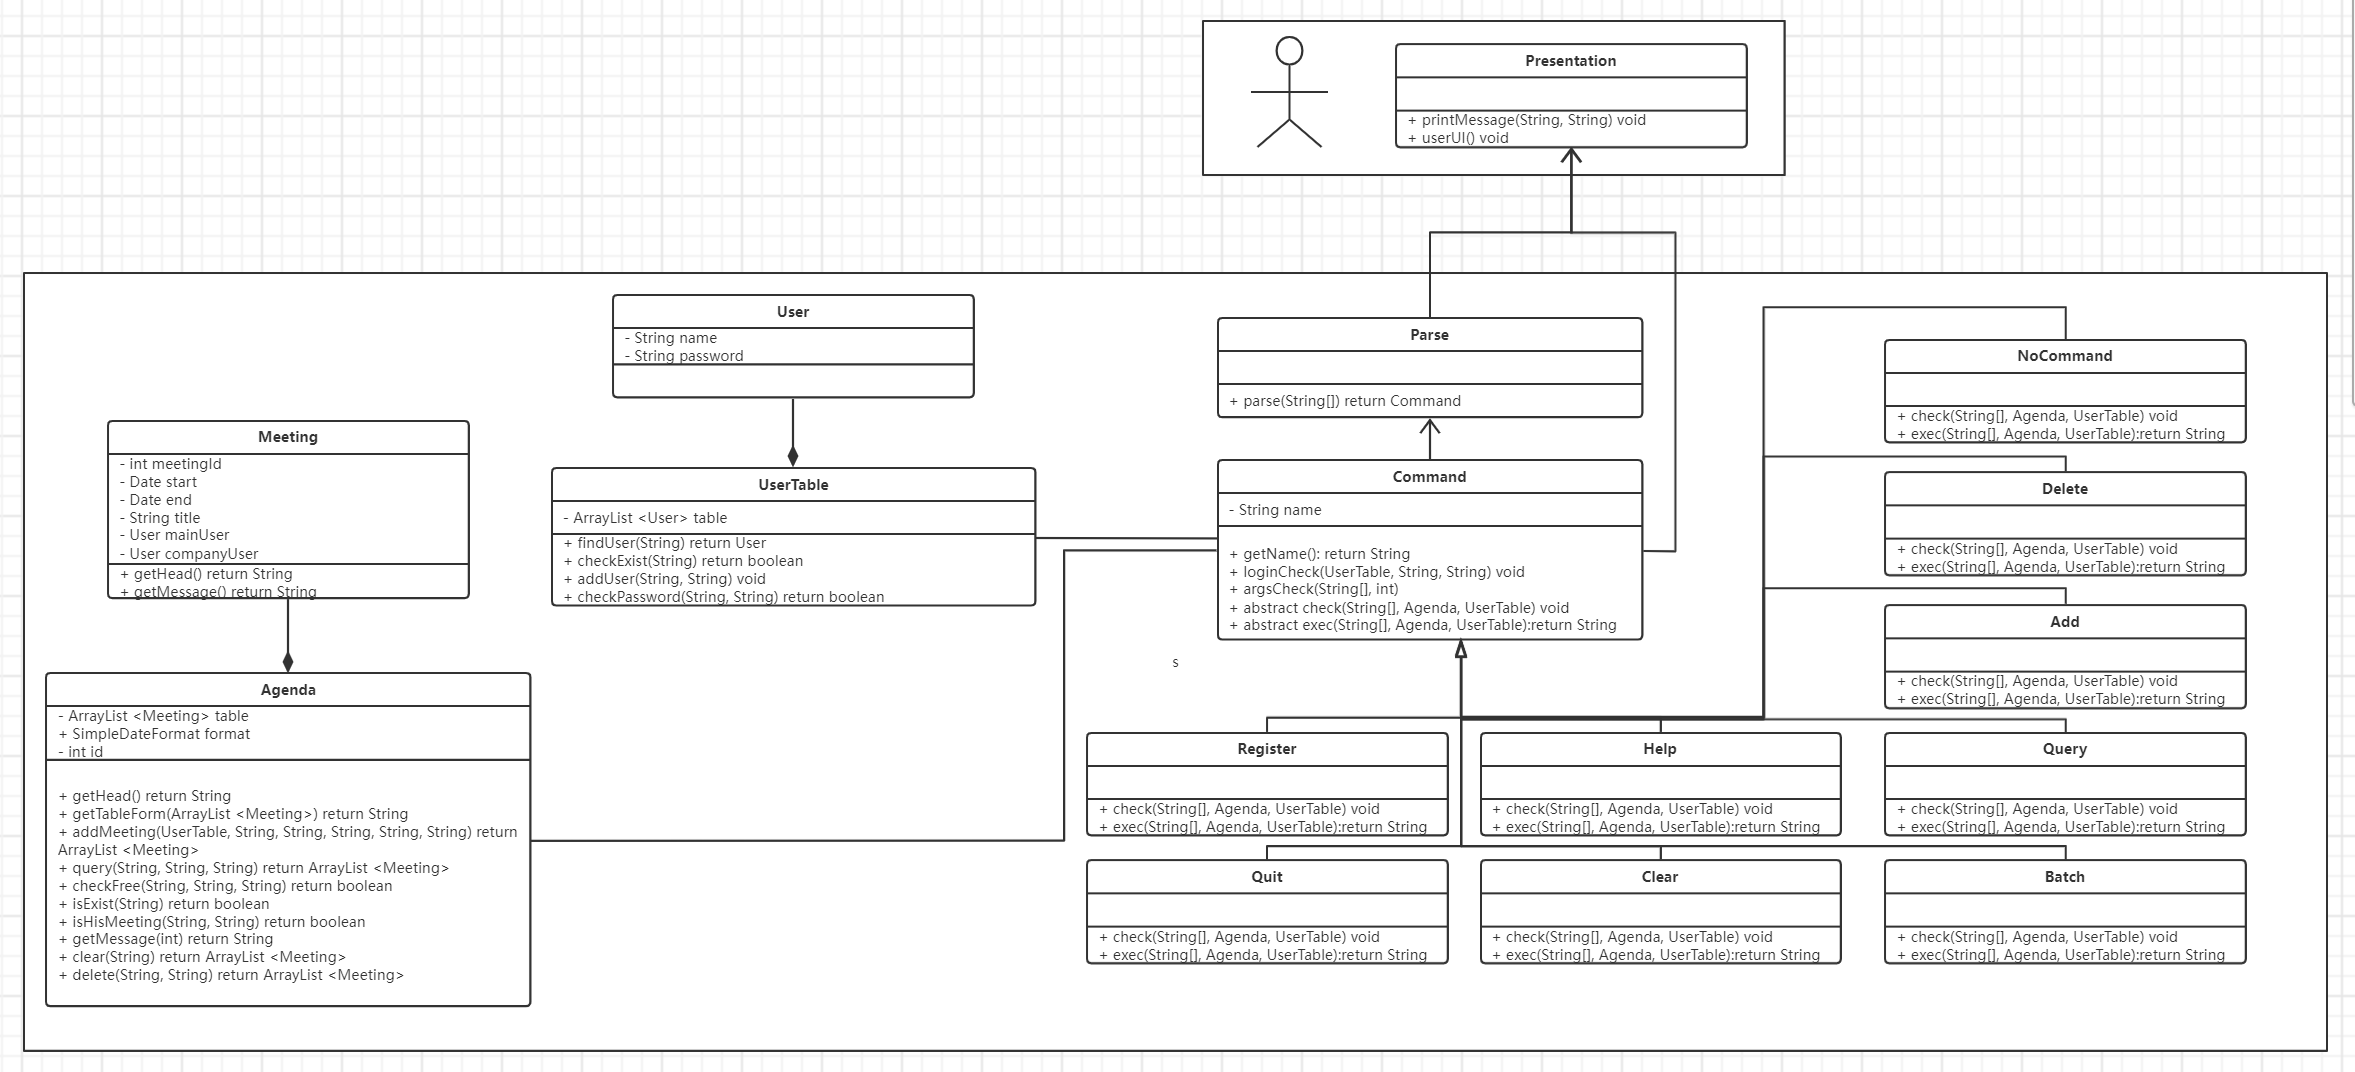 Presentation
+ printMessage(String, String) void
+ userUI() void
User
- String name
- String password
Parse
+ parse(String[]) return Command
NoCommand
+ check(String[], Agenda, UserTable) void
+ exec(String[], Agenda, UserTable):return String
Meeting
- int meetingId
- Date start
- Date end
- String title
- User mainUser
- User companyUser
+ getHead() return String
+ getMessage() return String
UserTable
- ArrayList <User> table
+ findUser(String) return User
+ checkExist(String) return boolean
+ addUser(String, String) void
+ checkPassword(String, String) return boolean
Command
- String name
+ getName(): return String
+ loginCheck(UserTable, String, String) void
+ argsCheck(String[], int)
+ abstract check(String[], Agenda, UserTable) void
+ abstract exec(String[], Agenda, UserTable):return String
Delete
+ check(String[], Agenda, UserTable) void
+ exec(String[], Agenda, UserTable):return String
Add
+ check(String[], Agenda, UserTable) void
+ exec(String[], Agenda, UserTable):return String
s
Agenda
- ArrayList <Meeting> table
+ SimpleDateFormat format
- int id
+ getHead() return String
+ getTableForm(ArrayList <Meeting>) return String
+ addMeeting(UserTable, String, String, String, String, String) return
ArrayList <Meeting>
+ query(String, String, String) return ArrayList <Meeting>
+ checkFree(String, String, String) return boolean
+ isExist(String) return boolean
+ isHisMeeting(String, String) return boolean
+ getMessage(int) return String
+ clear(String) return ArrayList <Meeting>
+ delete(String, String) return ArrayList <Meeting>
Register
+ check(String[], Agenda, UserTable) void
+ exec(String[], Agenda, UserTable):return String
Help
+ check(String[], Agenda, UserTable) void
+ exec(String[], Agenda, UserTable):return String
Query
+ check(String[], Agenda, UserTable) void
+ exec(String[], Agenda, UserTable):return String
Quit
+ check(String[], Agenda, UserTable) void
+ exec(String[], Agenda, UserTable):return String
Clear
+ check(String[], Agenda, UserTable) void
+ exec(String[], Agenda, UserTable):return String
Batch
+ check(String[], Agenda, UserTable) void
+ exec(String[], Agenda, UserTable):return String